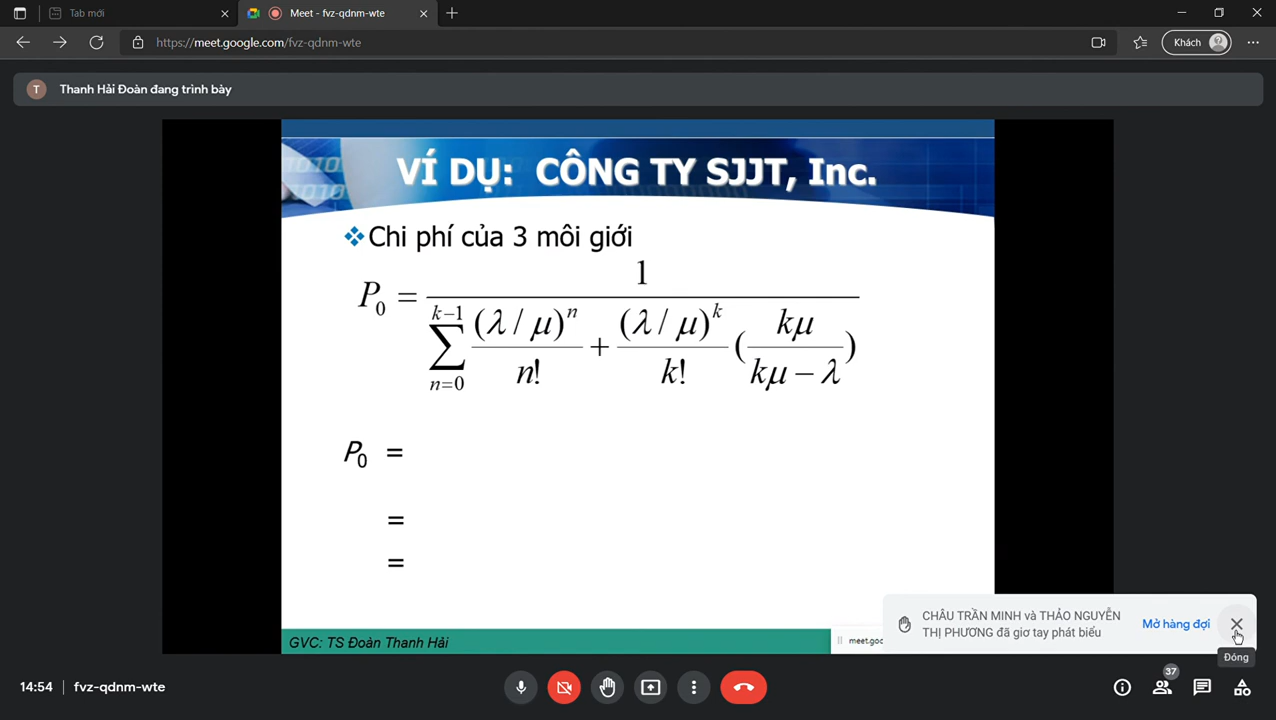 Tab mới
Meet - fvz-qdnm-wte
https://meet.google.com/fvz-qdnm-wte
Khách
T
Thanh Hải Đoàn đang trình bày
VÍ DỤ: CÔNG TY SJJT, Inc.
❖Chi phí của 3 môi giới
P₀ = 1 / ( ∑_{n=0}^{k−1} (λ / μ)^n / n! + (λ / μ)^k / k! ( kμ / (kμ − λ) ) )
P₀ =
=
=
CHÂU TRẦN MINH và THẢO NGUYỄN
THỊ PHƯƠNG đã giơ tay phát biểu
Mở hàng đợi
Đóng
GVC: TS Đoàn Thanh Hải
meet.goo
14:54 fvz-qdnm-wte
37